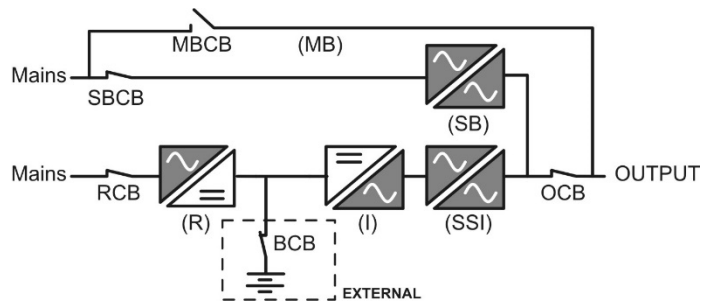 MBCB
(MB)
Mains
SBCB
(SB)
Mains
RCB
(R)
(I)
(SSI)
OCB
OUTPUT
BCB
EXTERNAL